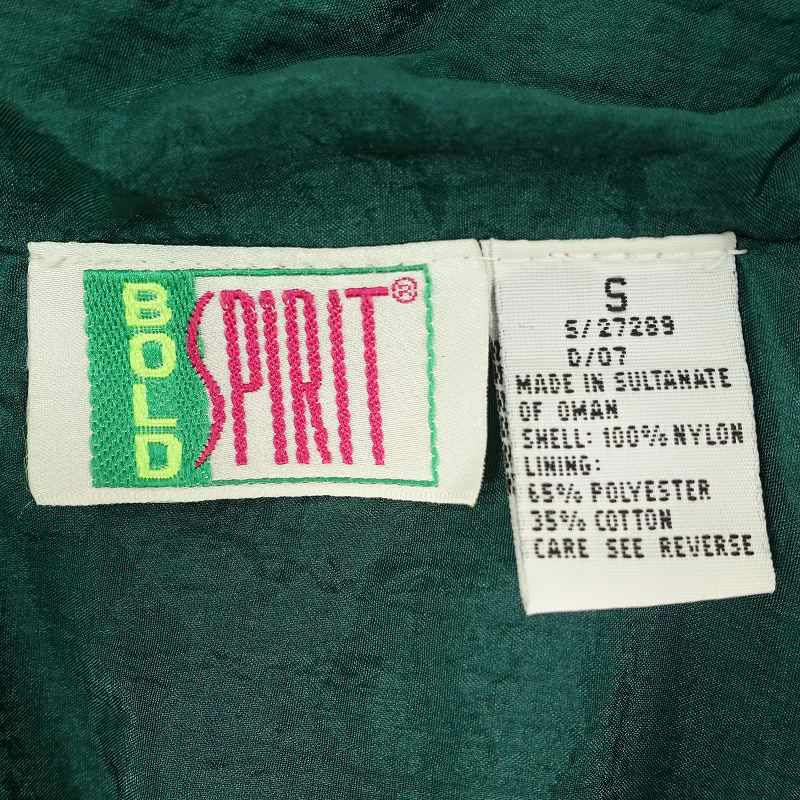 BOLD
SPIRIT®
S
S/27289
D/07
MADE IN SULTANATE
OF OMAN
SHELL: 100% NYLON
LINING:
65% POLYESTER
35% COTTON
CARE SEE REVERSE